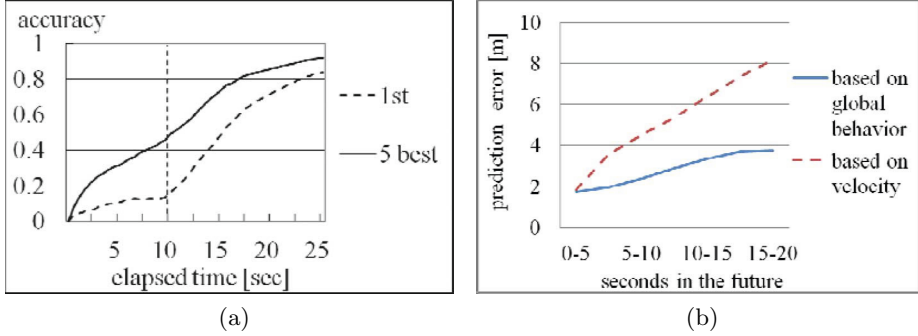 accuracy
1
0.8
0.6
0.4
0.2
0
5 10 15 20 25
elapsed time [sec]
1st
5 best
(a)
prediction error [m]
10
8
6
4
2
0
0-5 5-10 10-15 15-20
seconds in the future
based on
global
behavior
based on
velocity
(b)